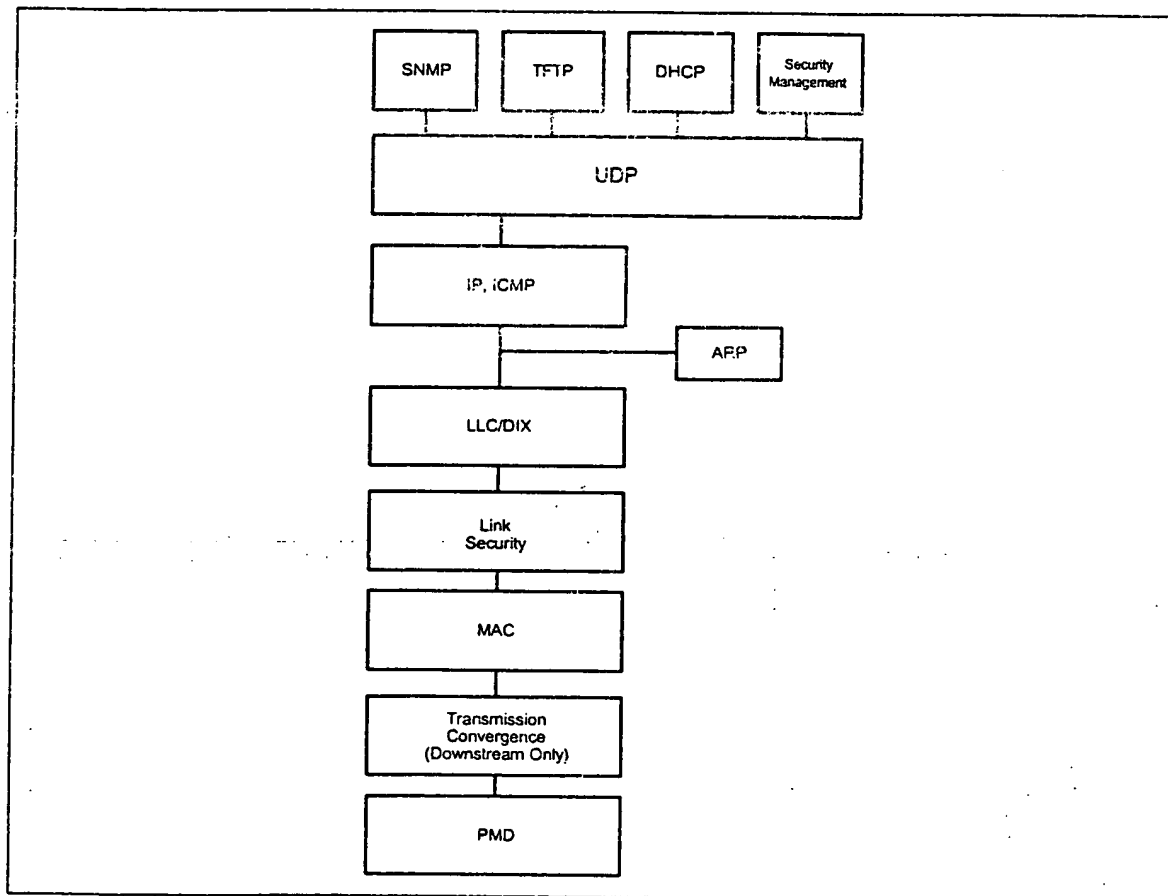 SNMP
TFTP
DHCP
Security
Management
UDP
IP, ICMP
ARP
LLC/DIX
Link
Security
MAC
Transmission
Convergence
(Downstream Only)
PMD